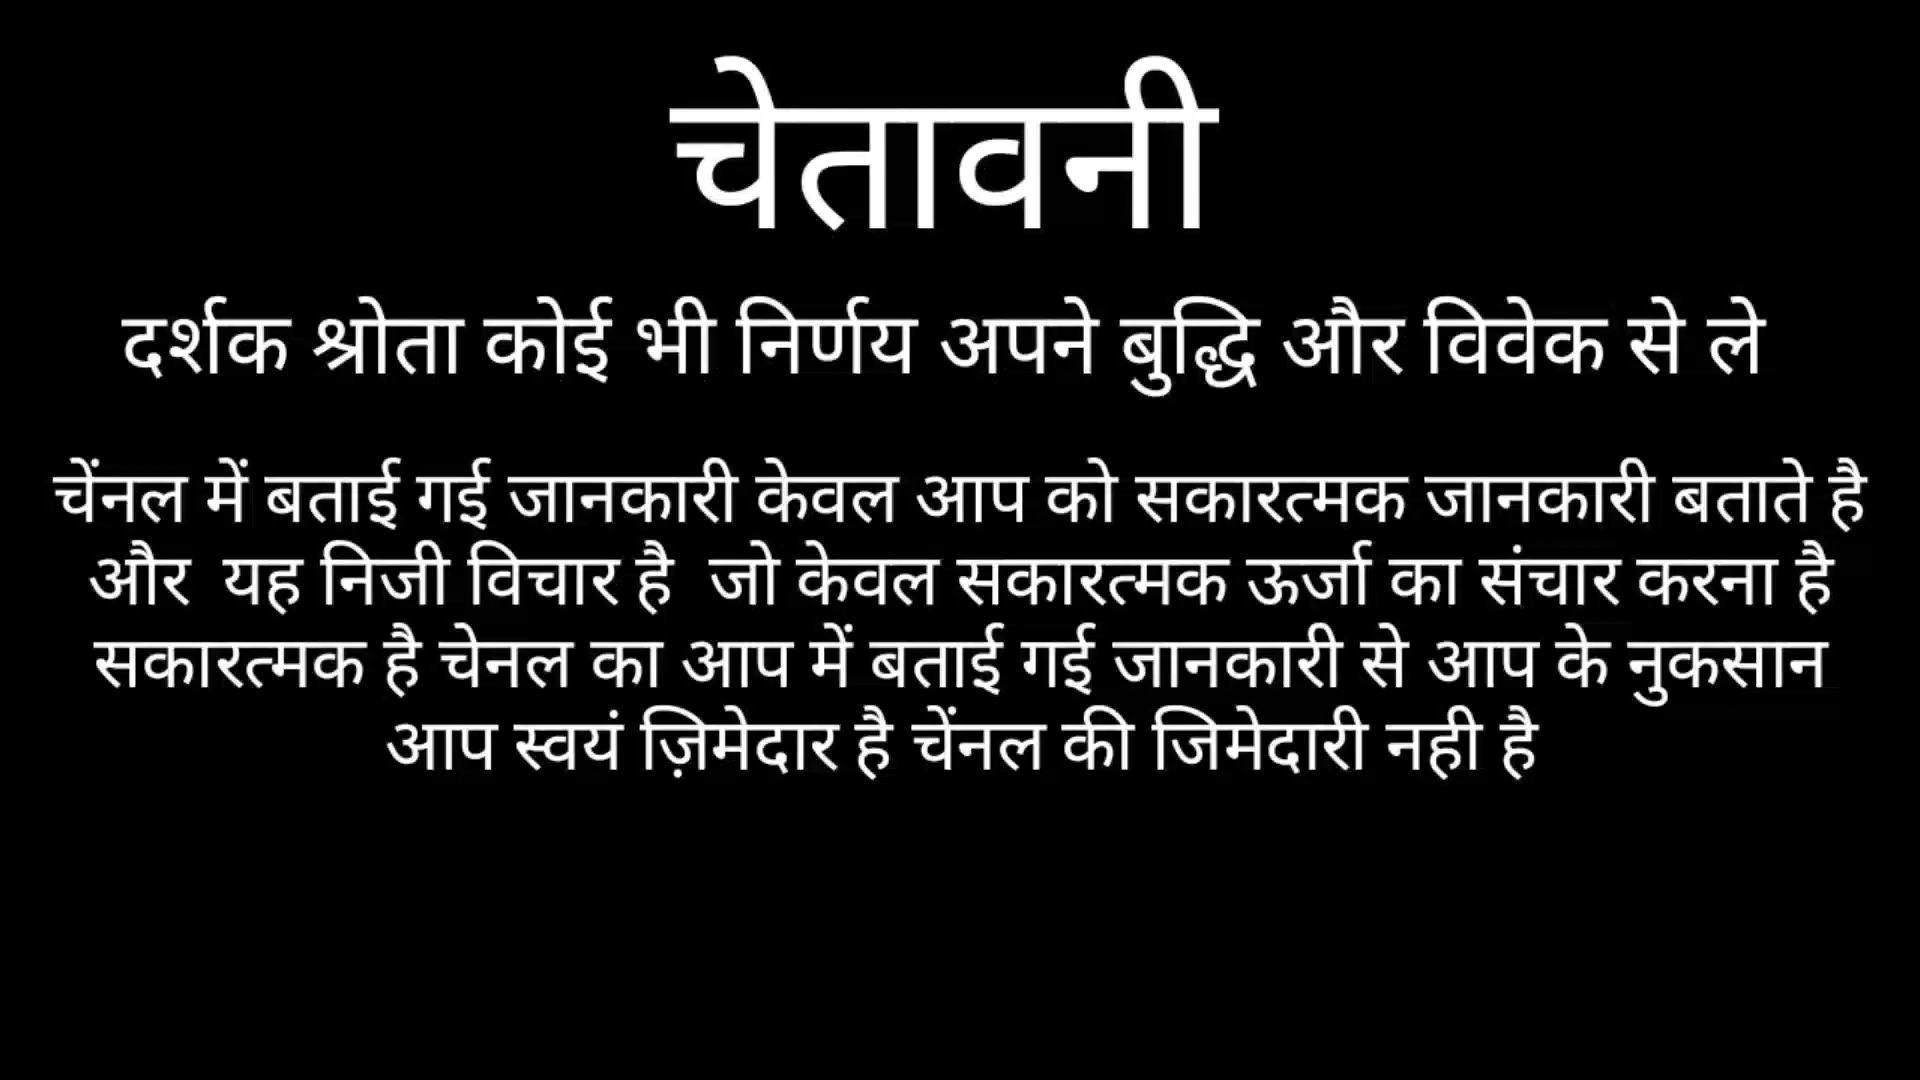 चेतावनी
दर्शक श्रोता कोई भी निर्णय अपने बुद्धि और विवेक से ले
चेंनल में बताई गई जानकारी केवल आप को सकारत्मक जानकारी बताते है
और यह निजी विचार है जो केवल सकारत्मक ऊर्जा का संचार करना है
सकारत्मक है चेनल का आप में बताई गई जानकारी से आप के नुकसान
आप स्वयं ज़िमेदार है चेंनल की जिमेदारी नही है